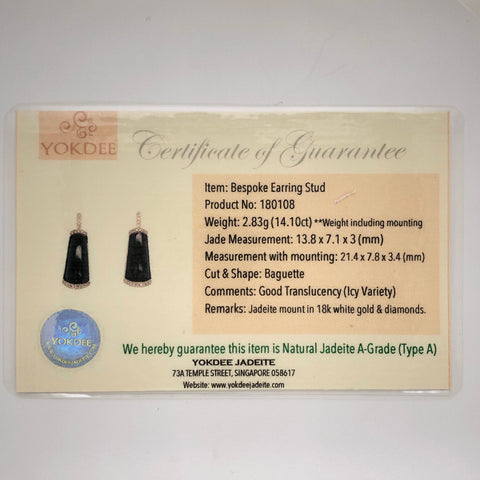 YOKDEE
Certificate of Guarantee
Item: Bespoke Earring Stud
Product No: 180108
Weight: 2.83g (14.10ct) **Weight including mounting
Jade Measurement: 13.8 x 7.1 x 3 (mm)
Measurement with mounting: 21.4 x 7.8 x 3.4 (mm)
Cut & Shape: Baguette
Comments: Good Translucency (Icy Variety)
Remarks: Jadeite mount in 18k white gold & diamonds.
YOKDEE
We hereby guarantee this item is Natural Jadeite A-Grade (Type A)
YOKDEE JADEITE
73A TEMPLE STREET, SINGAPORE 058617
Website: www.yokdeejadeite.com